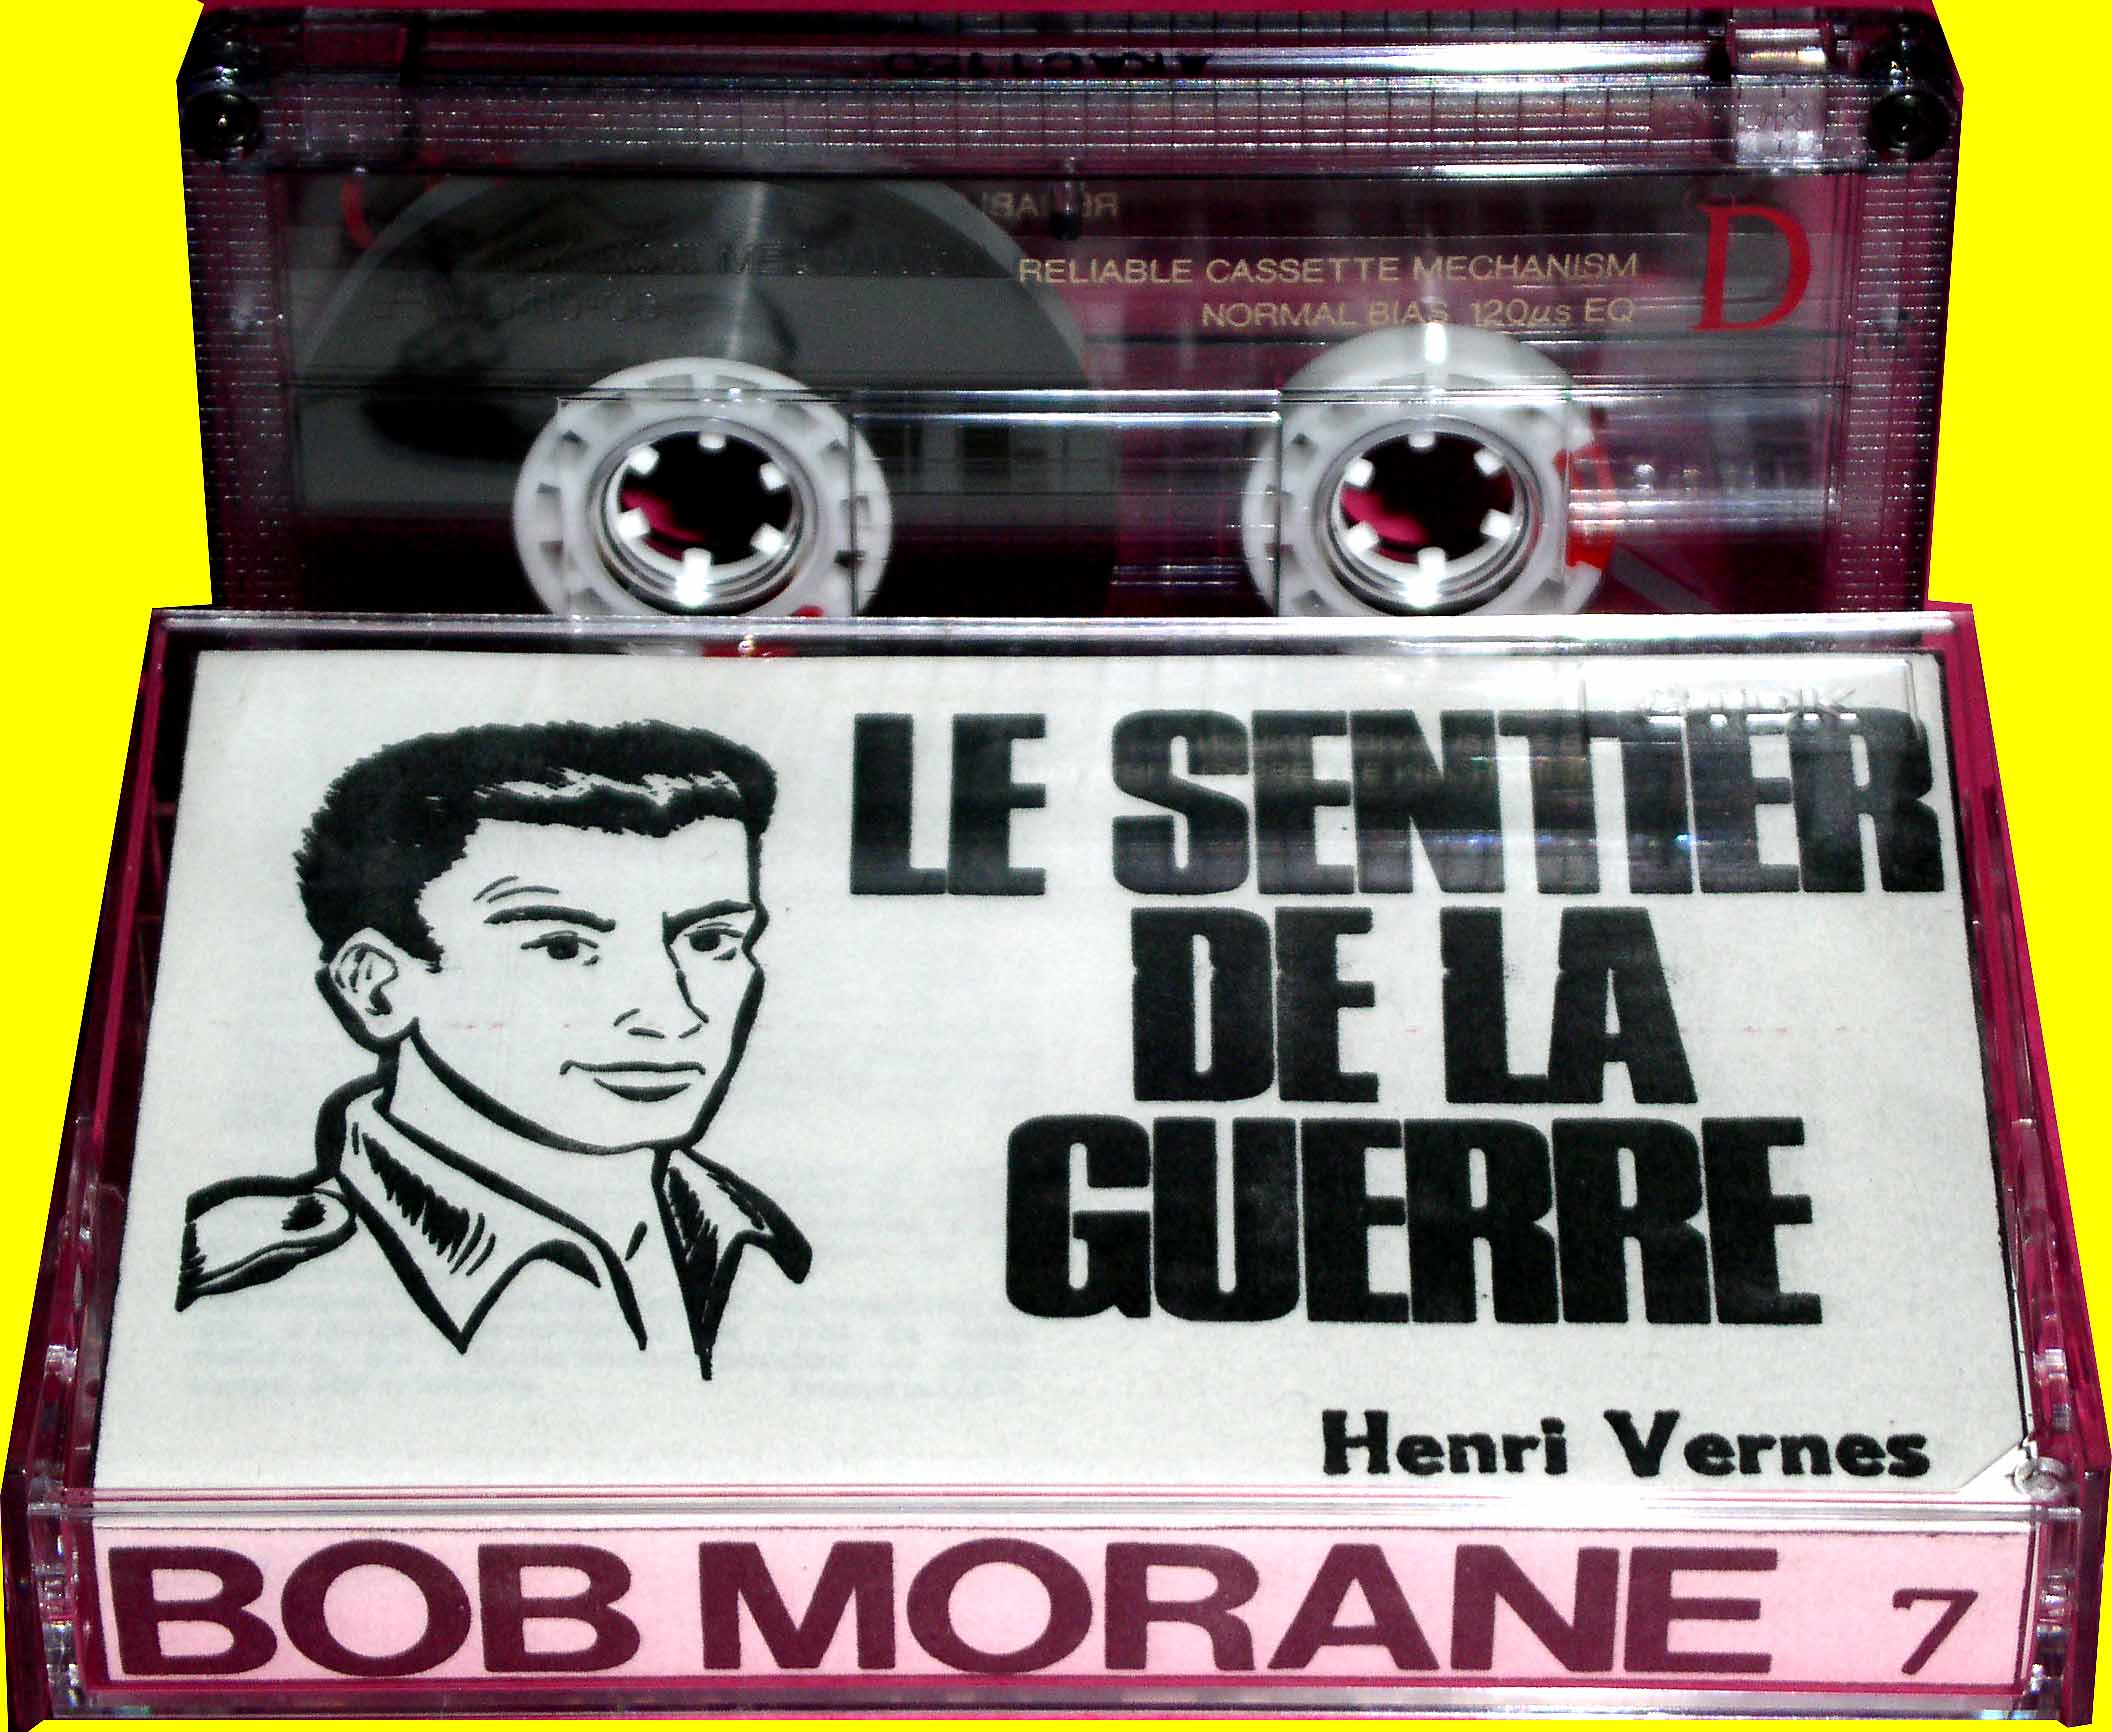 RELIABLE CASSETTE MECHANISM
NORMAL BIAS 120µs EQ
D
LE SENTIER
DE LA
GUERRE
Henri Vernes
BOB MORANE 7